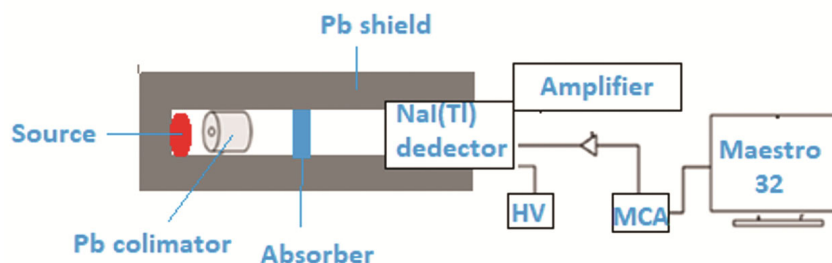 Pb shield
Amplifier
Source
NaI(Tl)
dedector
Maestro
32
HV
MCA
Pb colimator
Absorber